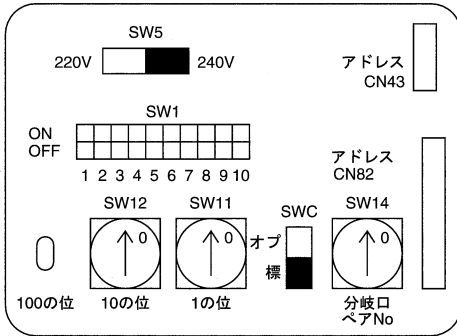 SW5
220V 240V
アドレス
CN43
SW1
ON
OFF
1 2 3 4 5 6 7 8 9 10
アドレス
CN82
SW12 SW11 SWC SW14
0 0 オプ 0
標
100の位 10の位 1の位 分岐口
ペアNo